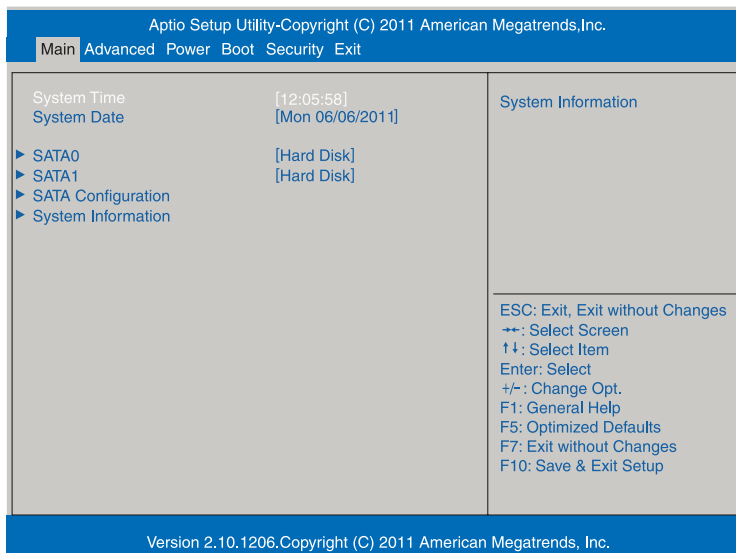 Aptio Setup Utility-Copyright (C) 2011 American Megatrends,Inc.
Main Advanced Power Boot Security Exit
System Time [12:05:58]
System Date [Mon 06/06/2011]
SATA0 [Hard Disk]
SATA1 [Hard Disk]
SATA Configuration
System Information
System Information
ESC: Exit, Exit without Changes
→←: Select Screen
↑↓: Select Item
Enter: Select
+/-: Change Opt.
F1: General Help
F5: Optimized Defaults
F7: Exit without Changes
F10: Save & Exit Setup
Version 2.10.1206.Copyright (C) 2011 American Megatrends, Inc.